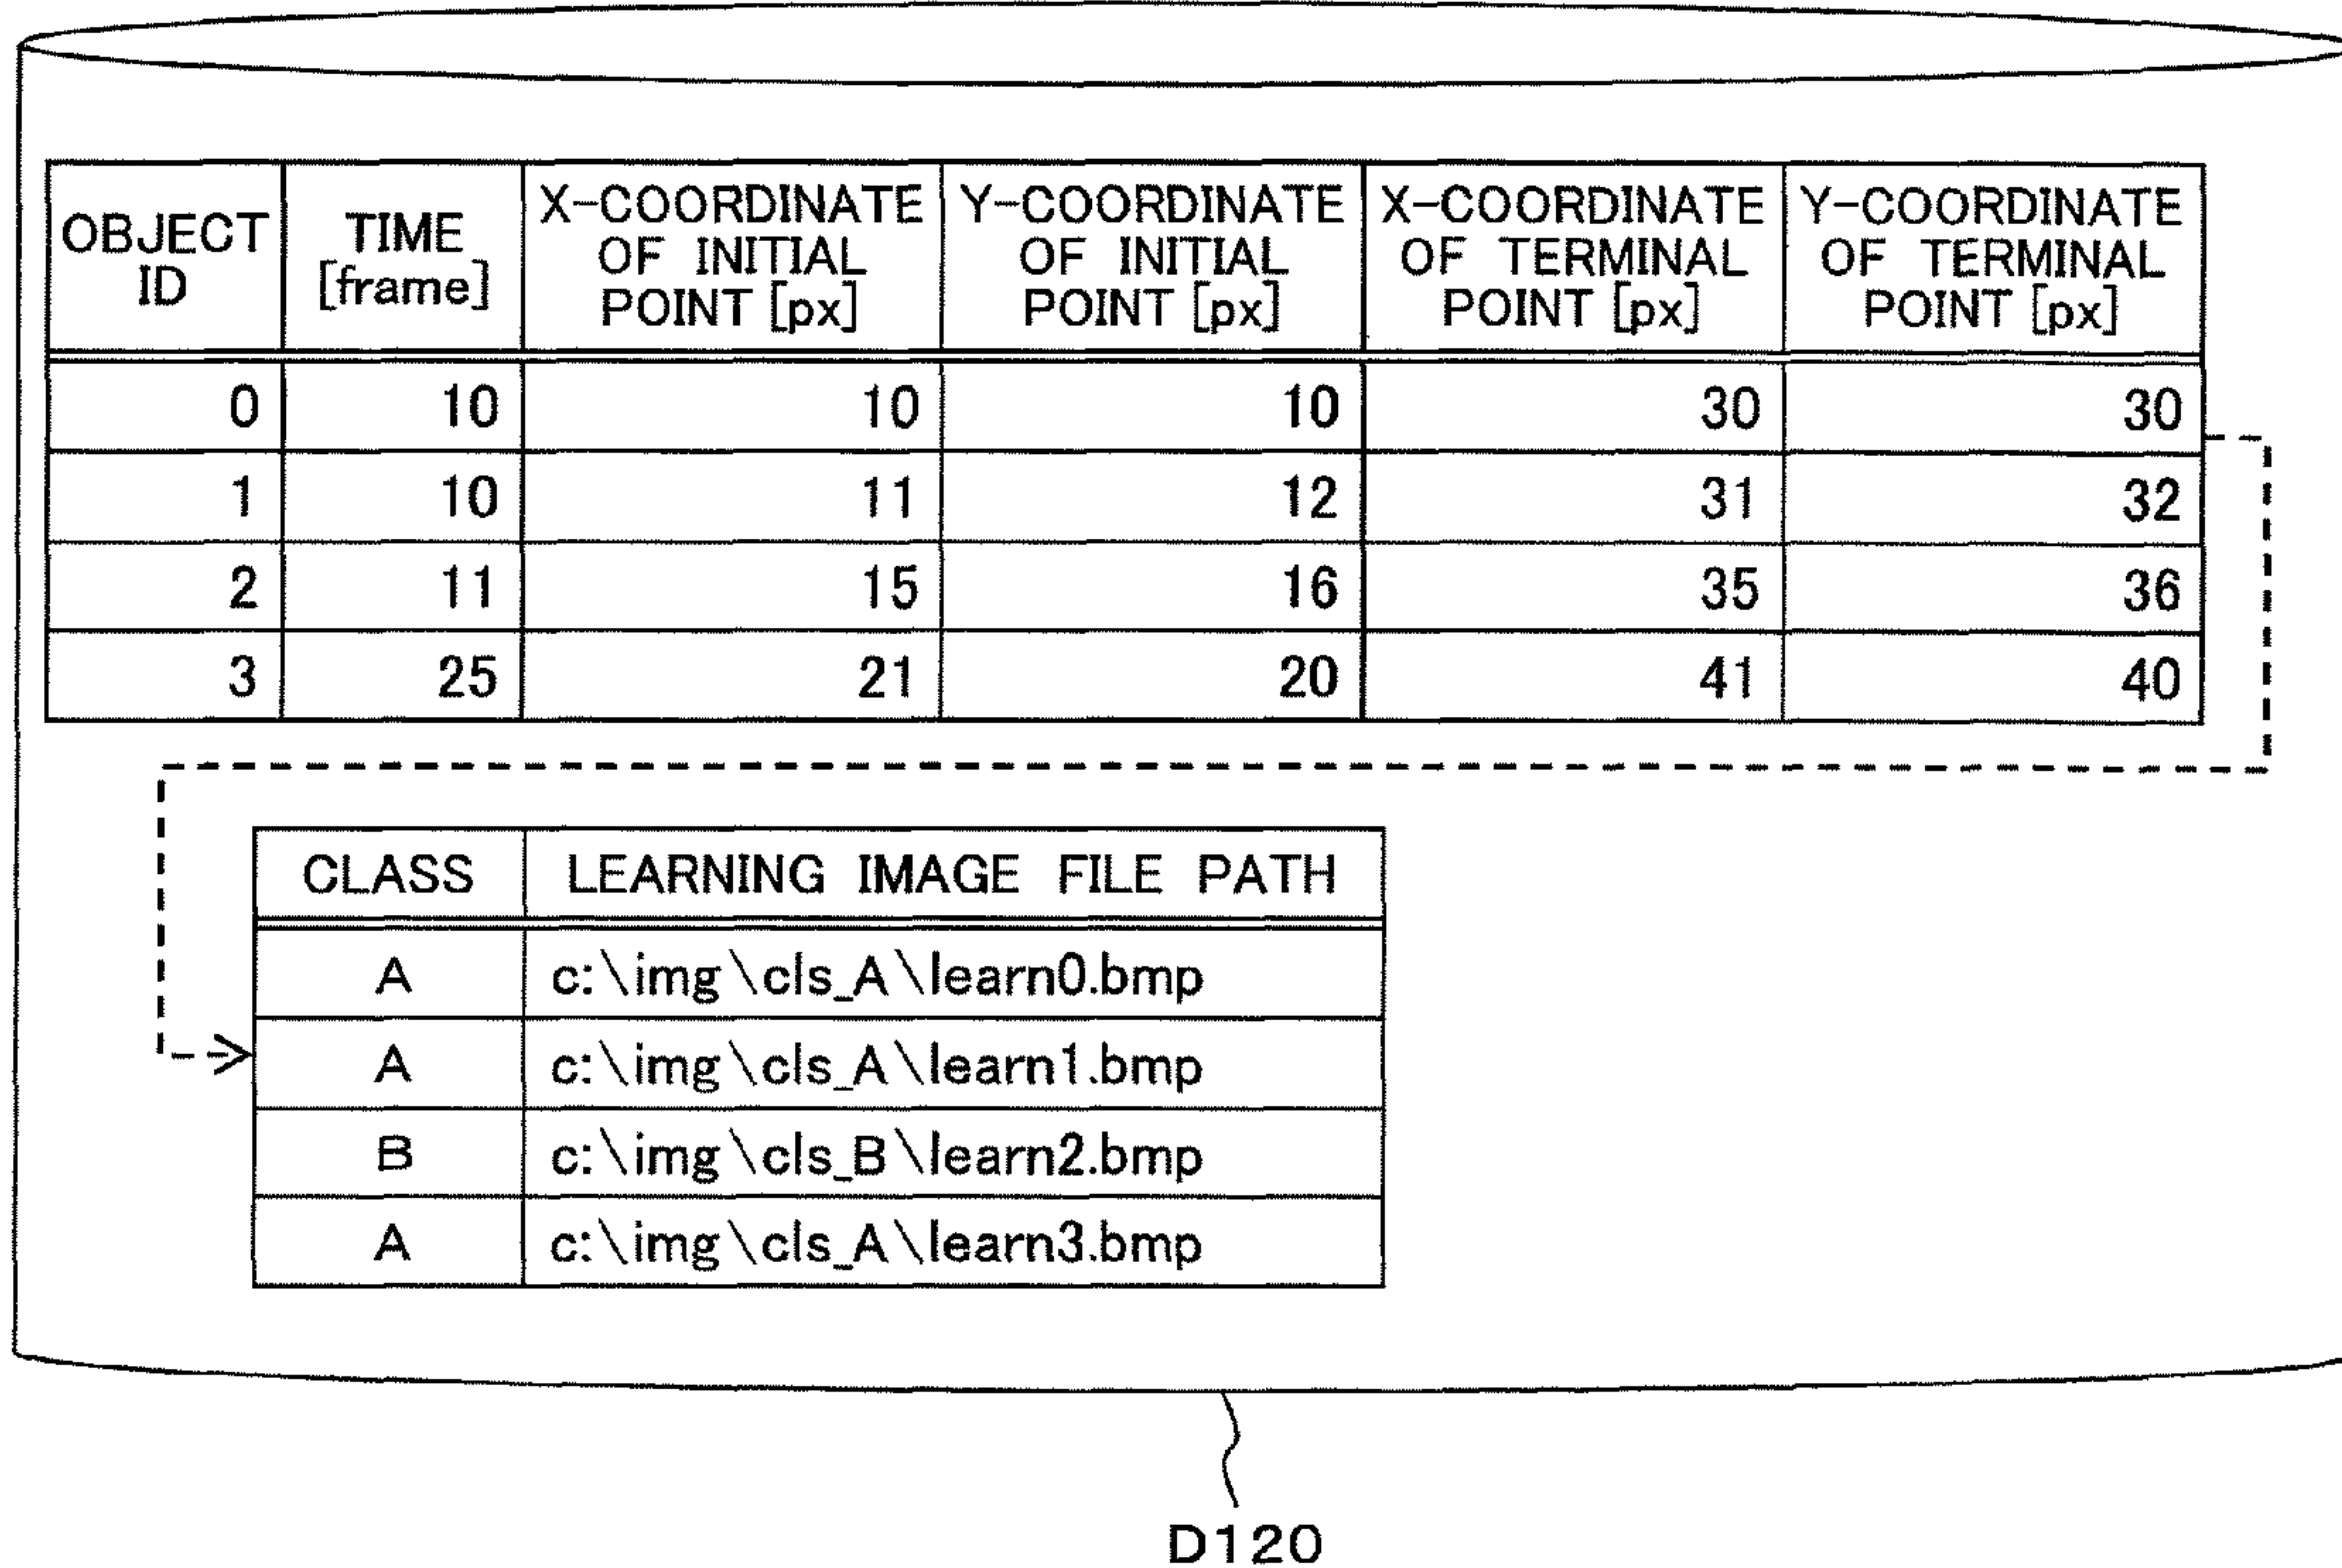 OBJECT ID TIME [frame] X-COORDINATE OF INITIAL POINT [px] Y-COORDINATE OF INITIAL POINT [px] X-COORDINATE OF TERMINAL POINT [px] Y-COORDINATE OF TERMINAL POINT [px]
0 10 10 10 30 30
1 10 11 12 31 32
2 11 15 16 35 36
3 25 21 20 41 40
CLASS LEARNING IMAGE FILE PATH
A c:\img\cls_A\learn0.bmp
A c:\img\cls_A\learn1.bmp
B c:\img\cls_B\learn2.bmp
A c:\img\cls_A\learn3.bmp
D120